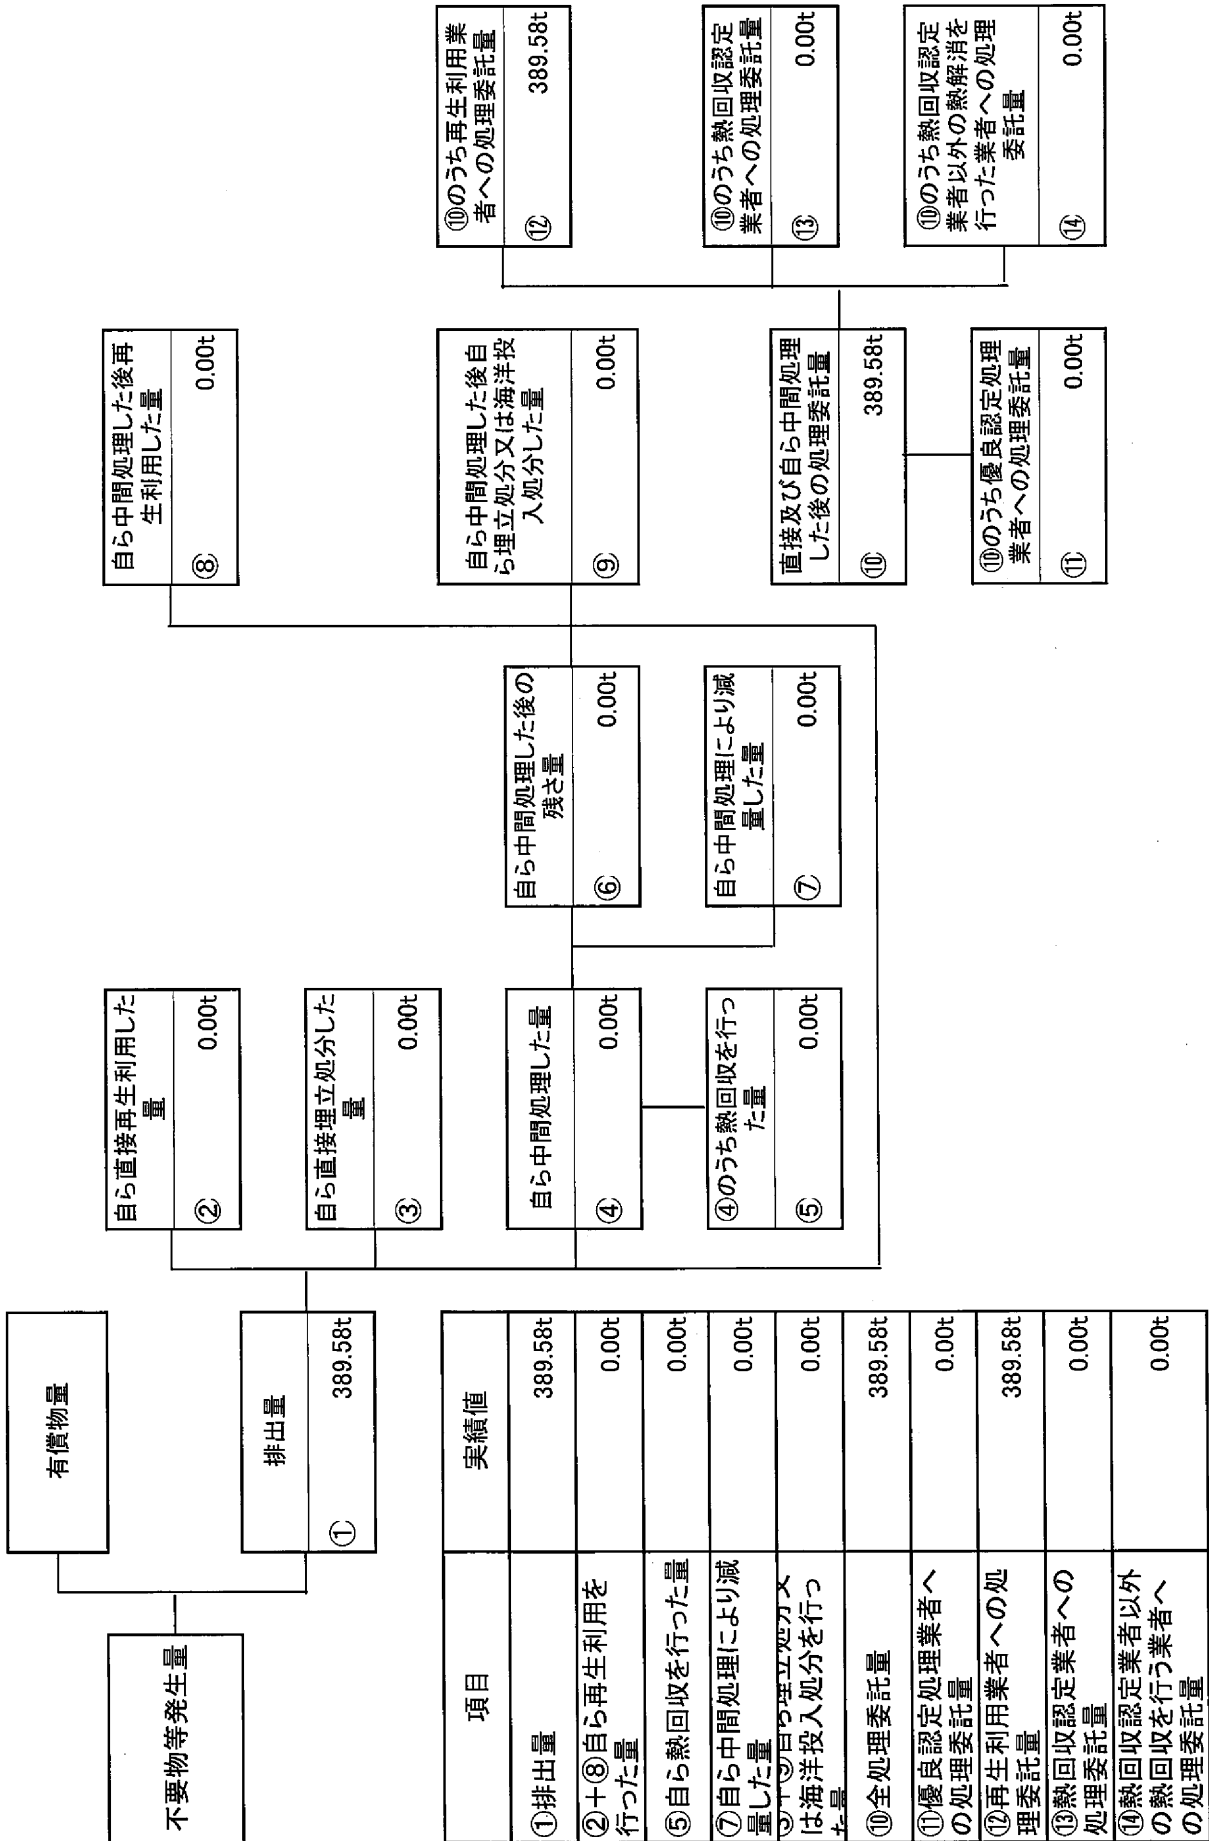 不要物等発生量
有償物量
排出量
① 389.58t
自ら直接再生利用した
量
② 0.00t
自ら直接埋立処分した
量
③ 0.00t
自ら中間処理した量
④ 0.00t
④のうち熱回収を行っ
た量
⑤ 0.00t
自ら中間処理した後の
残さ量
⑥ 0.00t
自ら中間処理により減
量した量
⑦ 0.00t
自ら中間処理した後再
生利用した量
⑧ 0.00t
自ら中間処理した後自
ら埋立処分又は海洋投
入処分した量
⑨ 0.00t
直接及び自ら中間処理
した後の処理委託量
⑩ 389.58t
⑩のうち優良認定処理
業者への処理委託量
⑪ 0.00t
⑩のうち再生利用業
者への処理委託量
⑫ 389.58t
⑩のうち熱回収認定
業者への処理委託量
⑬ 0.00t
⑩のうち熱回収認定
業者以外の熱解消を
行った業者への処理
委託量
⑭ 0.00t
項目 実績値
①排出量 389.58t
②+⑧自ら再生利用を
行った量 0.00t
⑤自ら熱回収を行った量 0.00t
⑦自ら中間処理により減
量した量 0.00t
③+⑨自ら埋立処分又
は海洋投入処分を行っ
た量 0.00t
⑩全処理委託量 389.58t
⑪優良認定処理業者へ
の処理委託量 0.00t
⑫再生利用業者への処
理委託量 389.58t
⑬熱回収認定業者への
処理委託量 0.00t
⑭熱回収認定業者以外
の熱回収を行う業者へ
の処理委託量 0.00t